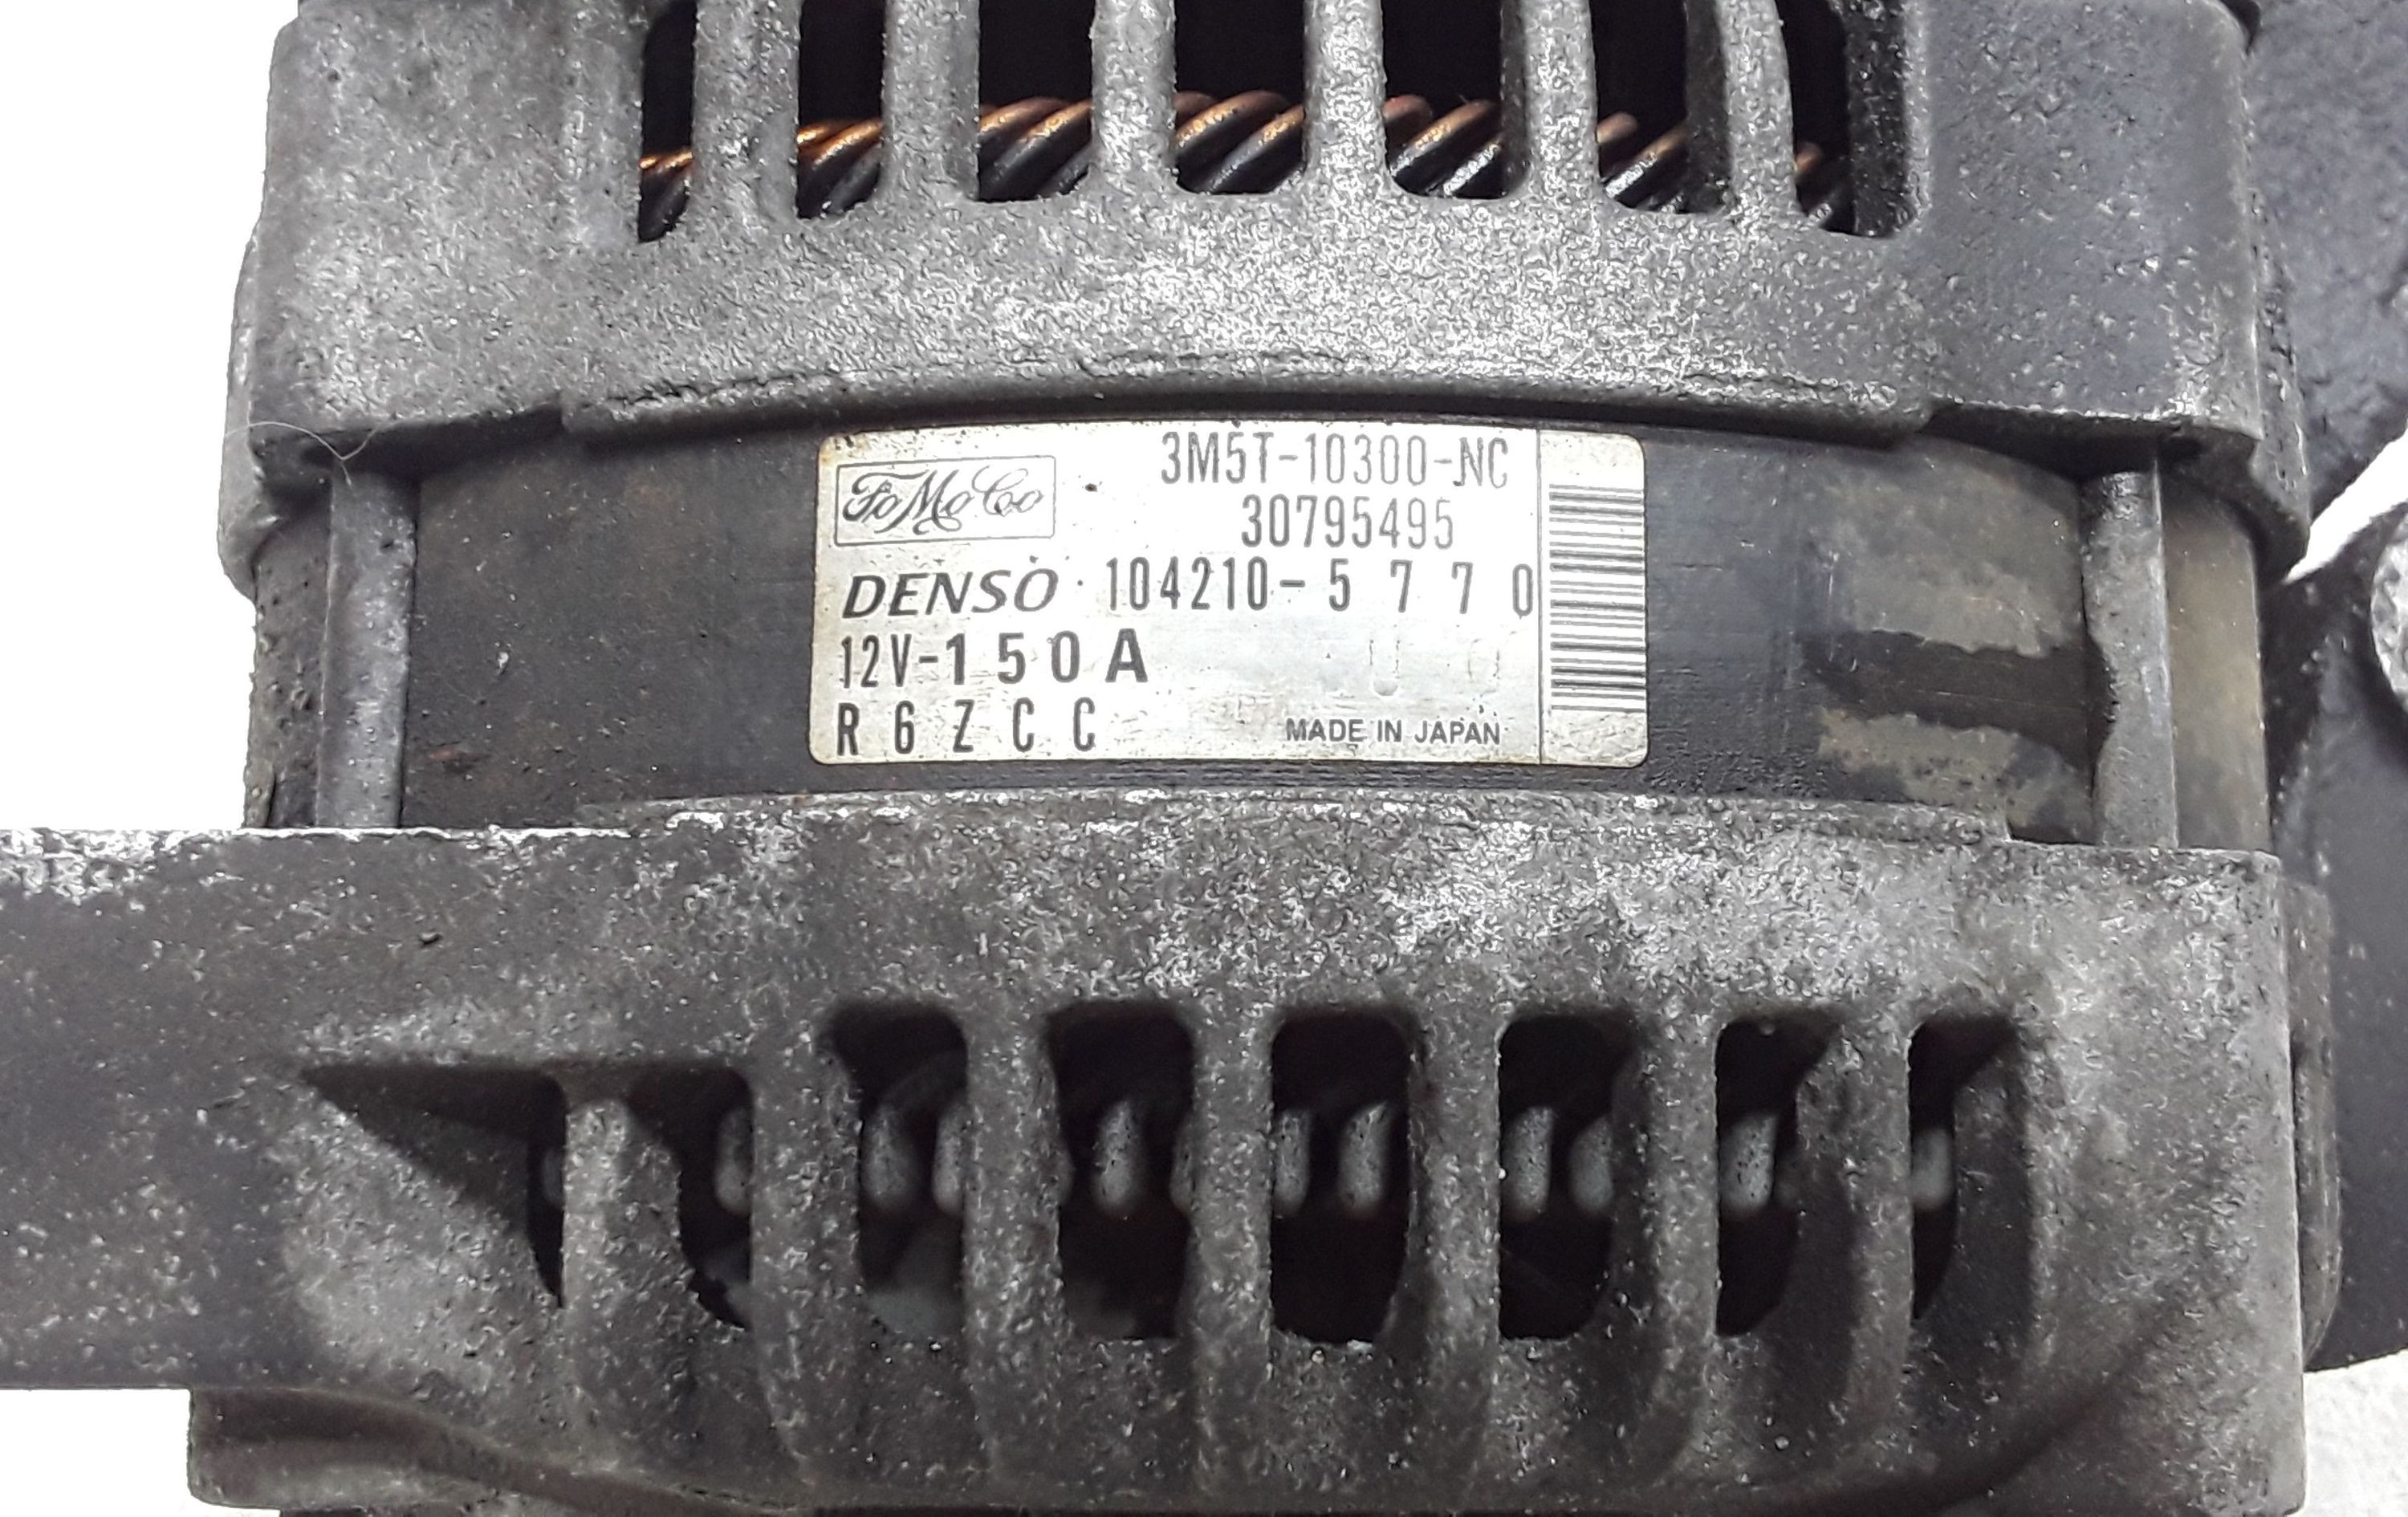 FoMoCo
3M5T-10300-NC
30795495
DENSO 104210-5770
12V-150A
R6ZCC
MADE IN JAPAN